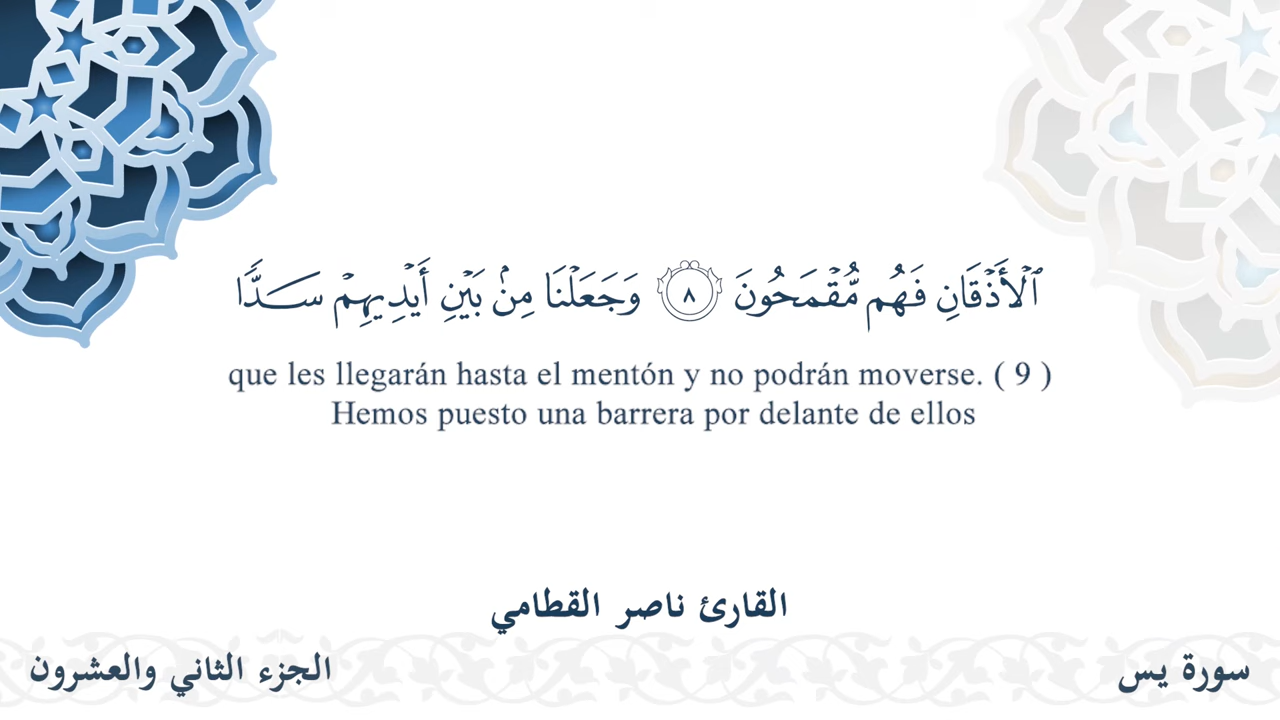 ٱلۡأَذۡقَانِ فَهُم مُّقۡمَحُونَ ٨ وَجَعَلۡنَا مِنۢ بَيۡنِ أَيۡدِيهِمۡ سَدّٗا
que les llegarán hasta el mentón y no podrán moverse. ( 9 )
Hemos puesto una barrera por delante de ellos
القارئ ناصر القطامي
سورة يس
الجزء الثاني والعشرون